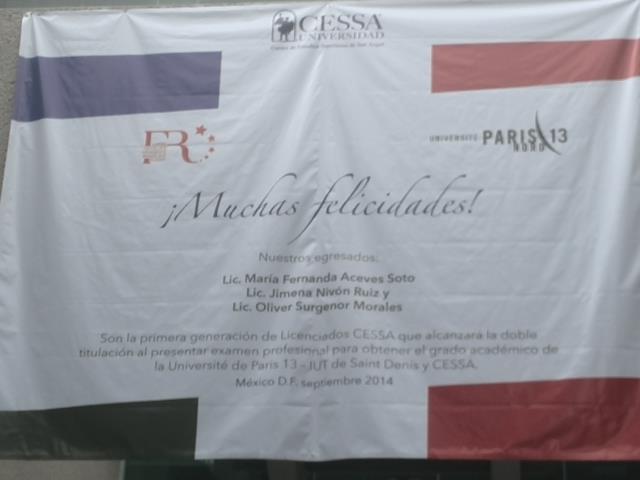 CESSA
UNIVERSIDAD
Centro de Estudios Superiores de San Ángel
UNIVERSITÉ PARIS 13
NORD
¡Muchas felicidades!
Nuestros egresados:
Lic. María Fernanda Aceves Soto
Lic. Jimena Nivón Ruiz y
Lic. Oliver Surgenor Morales
Son la primera generación de Licenciados CESSA que alcanzará la doble
titulación al presentar examen profesional para obtener el grado académico de
la Université de Paris 13 - IUT de Saint Denis y CESSA.
México D.F. septiembre 2014